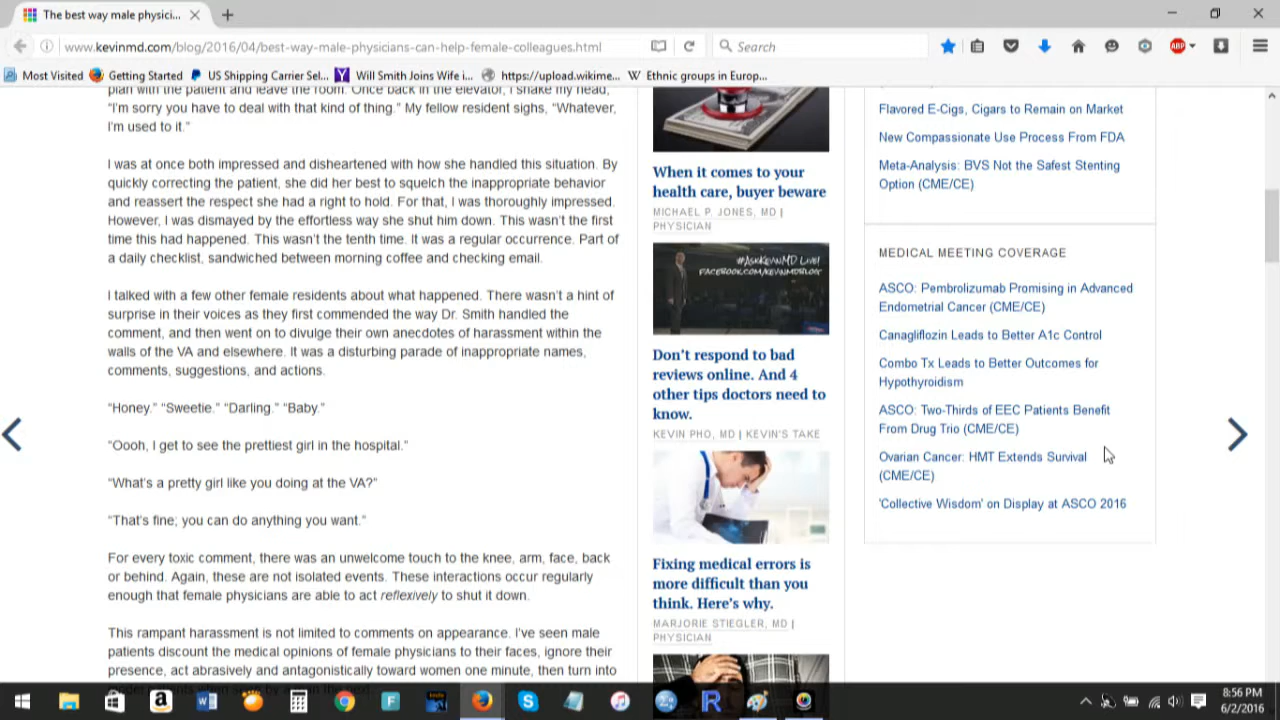 The best way male physici...
www.kevinmd.com/blog/2016/04/best-way-male-physicians-can-help-female-colleagues.html
Search
ABP
Most Visited
Getting Started
US Shipping Carrier Sel...
Will Smith Joins Wife i...
https://upload.wikime...
Ethnic groups in Europ...
plan with the patient and leave the room. Once back in the elevator, I shake my head,
“I’m sorry you have to deal with that kind of thing.” My fellow resident sighs, “Whatever,
I’m used to it.”
I was at once both impressed and disheartened with how she handled this situation. By
quickly correcting the patient, she did her best to squelch the inappropriate behavior
and reassert the respect she had a right to hold. For that, I was thoroughly impressed.
However, I was dismayed by the effortless way she shut him down. This wasn’t the first
time this had happened. This wasn’t the tenth time. It was a regular occurrence. Part of
a daily checklist, sandwiched between morning coffee and checking email.
I talked with a few other female residents about what happened. There wasn’t a hint of
surprise in their voices as they first commended the way Dr. Smith handled the
comment, and then went on to divulge their own anecdotes of harassment within the
walls of the VA and elsewhere. It was a disturbing parade of inappropriate names,
comments, suggestions, and actions.
“Honey.” “Sweetie.” “Darling.” “Baby.”
“Oooh, I get to see the prettiest girl in the hospital.”
“What’s a pretty girl like you doing at the VA?”
“That’s fine; you can do anything you want.”
For every toxic comment, there was an unwelcome touch to the knee, arm, face, back
or behind. Again, these are not isolated events. These interactions occur regularly
enough that female physicians are able to act reflexively to shut it down.
This rampant harassment is not limited to comments on appearance. I’ve seen male
patients discount the medical opinions of female physicians to their faces, ignore their
presence, act abrasively and antagonistically toward women one minute, then turn into
When it comes to your
health care, buyer beware
MICHAEL P. JONES, MD |
PHYSICIAN
#ASKKEVINMD LIVE!
FACEBOOK.COM/KEVINMDBLOG
Don’t respond to bad
reviews online. And 4
other tips doctors need to
know.
KEVIN PHO, MD | KEVIN'S TAKE
Fixing medical errors is
more difficult than you
think. Here’s why.
MARJORIE STIEGLER, MD |
PHYSICIAN
Flavored E-Cigs, Cigars to Remain on Market
New Compassionate Use Process From FDA
Meta-Analysis: BVS Not the Safest Stenting
Option (CME/CE)
MEDICAL MEETING COVERAGE
ASCO: Pembrolizumab Promising in Advanced
Endometrial Cancer (CME/CE)
Canagliflozin Leads to Better A1c Control
Combo Tx Leads to Better Outcomes for
Hypothyroidism
ASCO: Two-Thirds of EEC Patients Benefit
From Drug Trio (CME/CE)
Ovarian Cancer: HMT Extends Survival
(CME/CE)
'Collective Wisdom' on Display at ASCO 2016
8:56 PM
6/2/2016